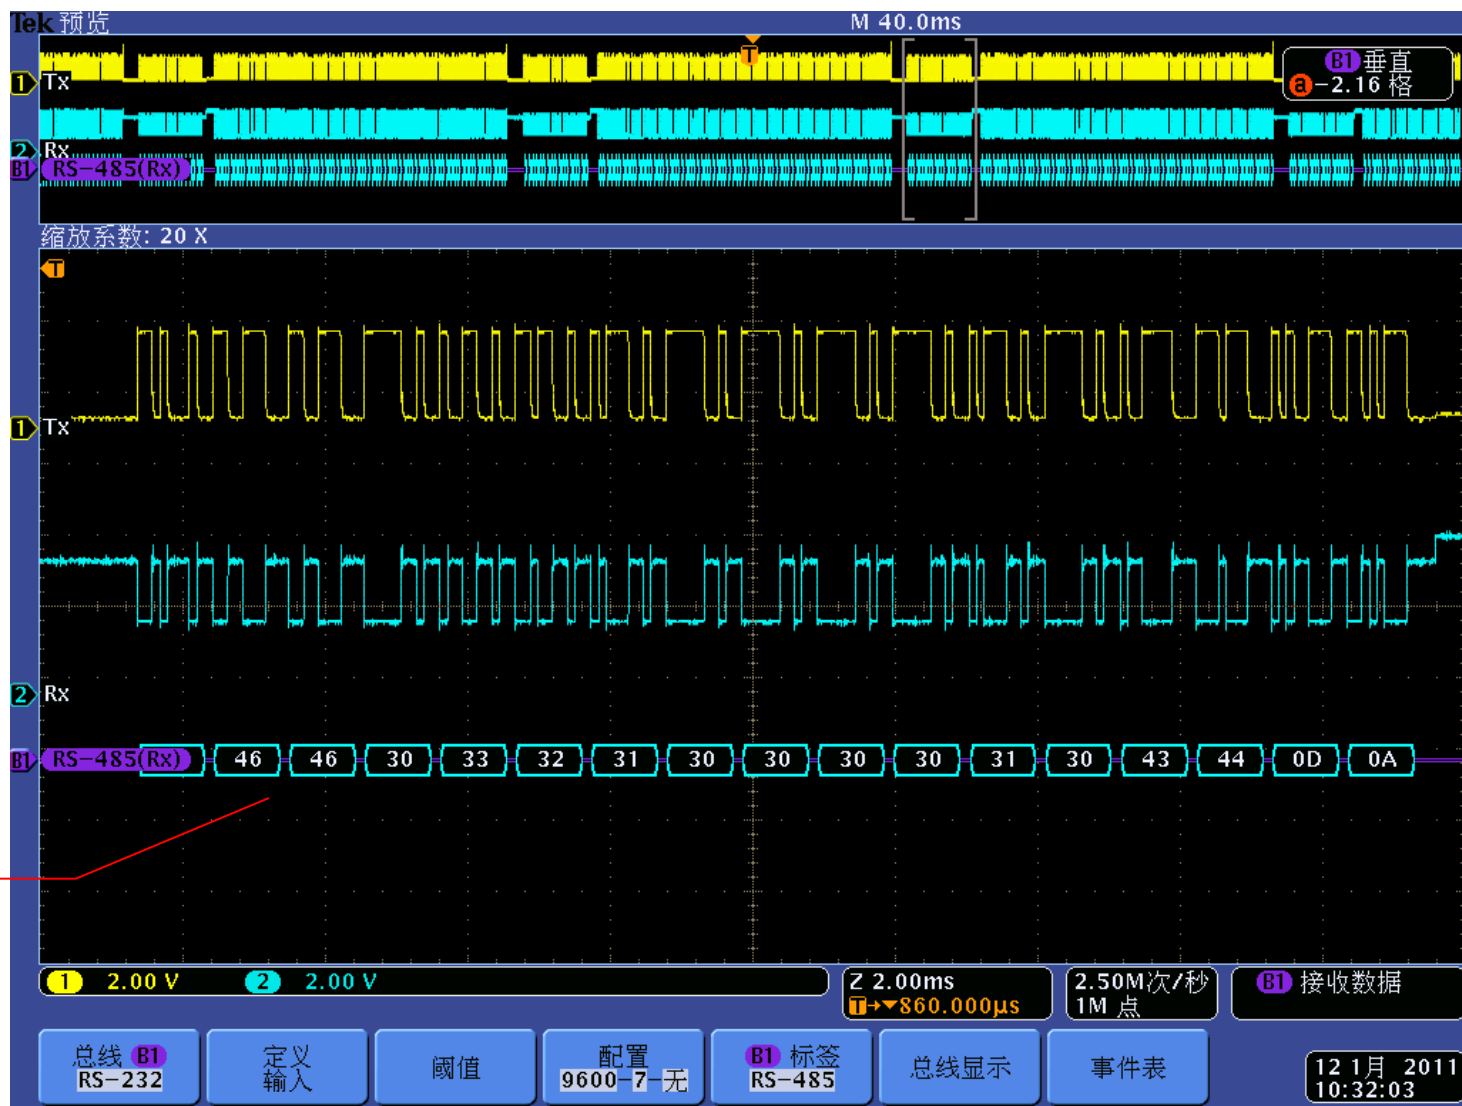 Tek 预览 M 40.0ms
T
B1 垂直
a -2.16 格
1 Tx
2 Rx
B1 RS-485(Rx)
缩放系数: 20 X
T
1 Tx
2 Rx
B1 RS-485(Rx) 46 46 30 33 32 31 30 30 30 30 31 30 43 44 0D 0A
1 2.00 V 2 2.00 V
Z 2.00ms
T→▼860.000µs
2.50M次/秒
1M 点
B1 接收数据
总线 B1
RS-232
定义
输入
阈值
配置
9600-7-无
B1 标签
RS-485
总线显示
事件表
12 1月 2011
10:32:03